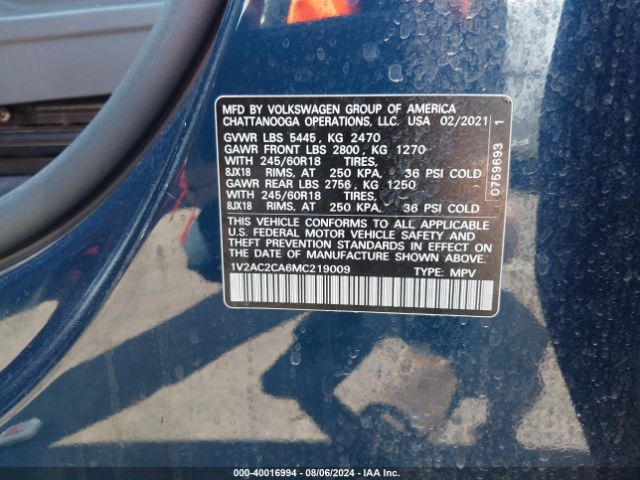 MFD BY VOLKSWAGEN GROUP OF AMERICA
CHATTANOOGA OPERATIONS, LLC. USA 02/2021
GVWR LBS 5445, KG 2470
GAWR FRONT LBS 2800, KG 1270
WITH 245/60R18 TIRES,
8JX18 RIMS, AT 250 KPA, 36 PSI COLD
GAWR REAR LBS 2756, KG 1250
WITH 245/60R18 TIRES,
8JX18 RIMS, AT 250 KPA, 36 PSI COLD
THIS VEHICLE CONFORMS TO ALL APPLICABLE
U.S. FEDERAL MOTOR VEHICLE SAFETY AND
THEFT PREVENTION STANDARDS IN EFFECT ON
THE DATE OF MANUFACTURE SHOWN ABOVE.
1V2AC2CA6MC219009 TYPE: MPV
0759693 1
000-40016994 - 08/06/2024 - IAA Inc.